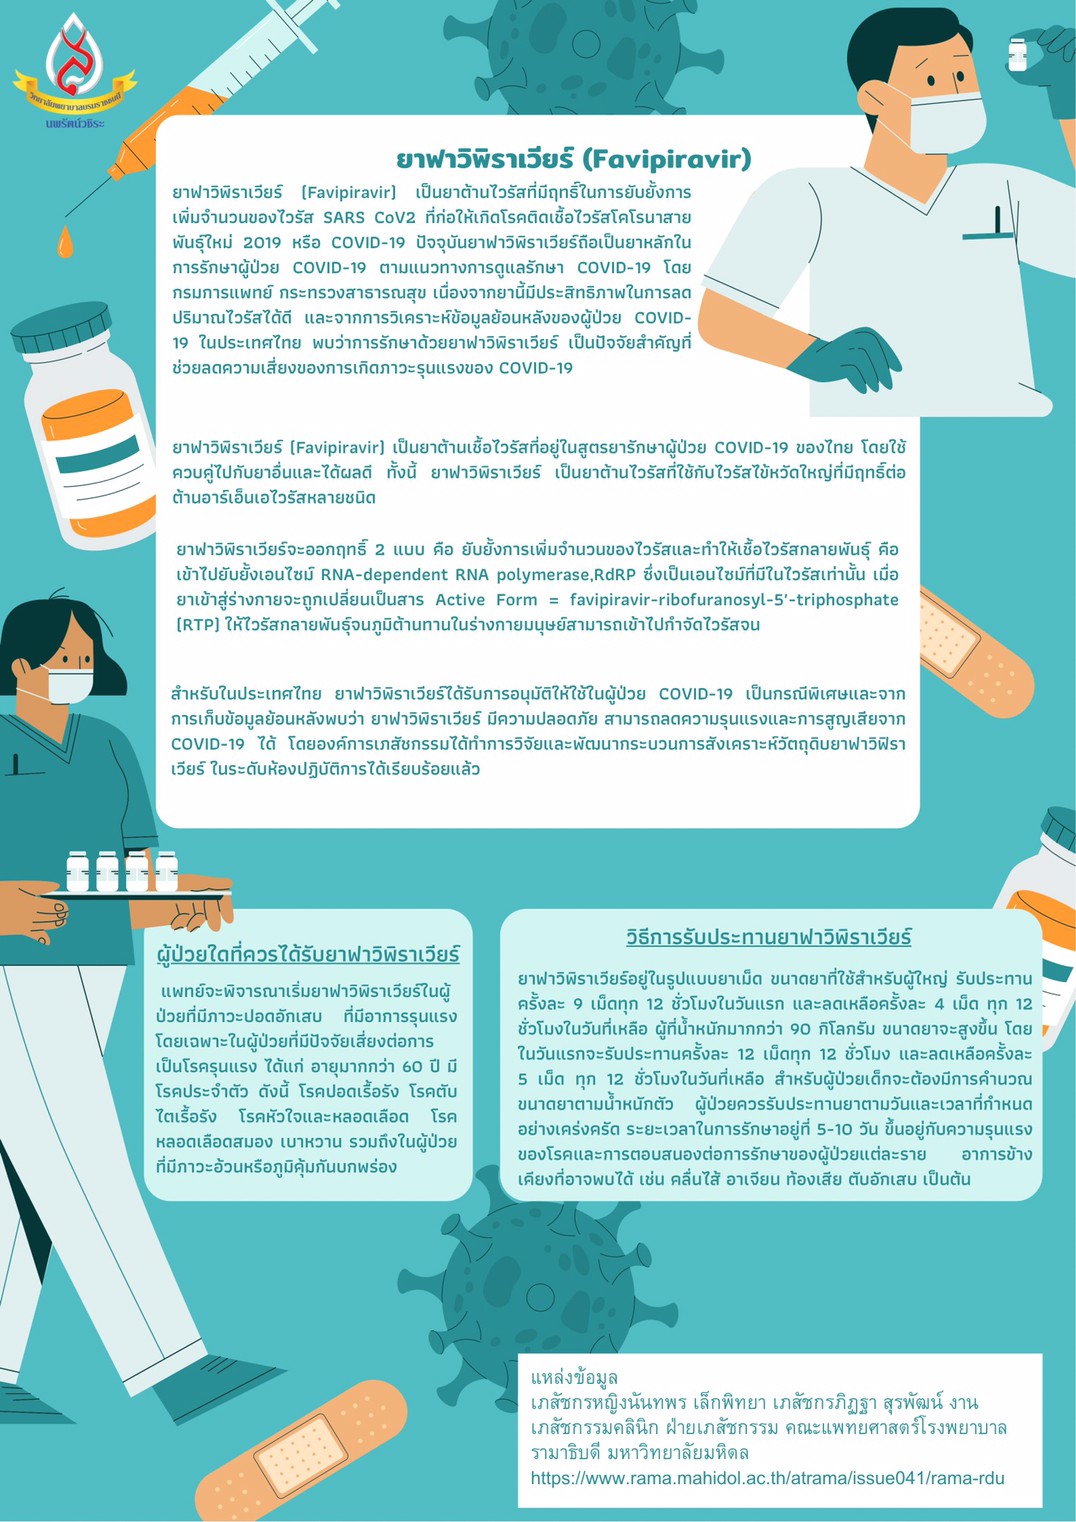 วิทยาลัยพยาบาลบรมราชชนนี
นพรัตน์วชิระ
ยาฟาวิพิราเวียร์ (Favipiravir)
ยาฟาวิพิราเวียร์ (Favipiravir) เป็นยาต้านไวรัสที่มีฤทธิ์ในการยับยั้งการ
เพิ่มจำนวนของไวรัส SARS CoV2 ที่ก่อให้เกิดโรคติดเชื้อไวรัสโคโรนาสาย
พันธุ์ใหม่ 2019 หรือ COVID-19 ปัจจุบันยาฟาวิพิราเวียร์ถือเป็นยาหลักใน
การรักษาผู้ป่วย COVID-19 ตามแนวทางการดูแลรักษา COVID-19 โดย
กรมการแพทย์ กระทรวงสาธารณสุข เนื่องจากยานี้มีประสิทธิภาพในการลด
ปริมาณไวรัสได้ดี และจากการวิเคราะห์ข้อมูลย้อนหลังของผู้ป่วย COVID-
19 ในประเทศไทย พบว่าการรักษาด้วยยาฟาวิพิราเวียร์ เป็นปัจจัยสำคัญที่
ช่วยลดความเสี่ยงของการเกิดภาวะรุนแรงของ COVID-19
ยาฟาวิพิราเวียร์ (Favipiravir) เป็นยาต้านเชื้อไวรัสที่อยู่ในสูตรยารักษาผู้ป่วย COVID-19 ของไทย โดยใช้
ควบคู่ไปกับยาอื่นและได้ผลดี ทั้งนี้ ยาฟาวิพิราเวียร์ เป็นยาต้านไวรัสที่ใช้กับไวรัสไข้หวัดใหญ่ที่มีฤทธิ์ต่อ
ต้านอาร์เอ็นเอไวรัสหลายชนิด
ยาฟาวิพิราเวียร์จะออกฤทธิ์ 2 แบบ คือ ยับยั้งการเพิ่มจำนวนของไวรัสและทำให้เชื้อไวรัสกลายพันธุ์ คือ
เข้าไปยับยั้งเอนไซม์ RNA-dependent RNA polymerase,RdRP ซึ่งเป็นเอนไซม์ที่มีในไวรัสเท่านั้น เมื่อ
ยาเข้าสู่ร่างกายจะถูกเปลี่ยนเป็นสาร Active Form = favipiravir-ribofuranosyl-5’-triphosphate
(RTP) ให้ไวรัสกลายพันธุ์จนภูมิต้านทานในร่างกายมนุษย์สามารถเข้าไปกำจัดไวรัสจน
สำหรับในประเทศไทย ยาฟาวิพิราเวียร์ได้รับการอนุมัติให้ใช้ในผู้ป่วย COVID-19 เป็นกรณีพิเศษและจาก
การเก็บข้อมูลย้อนหลังพบว่า ยาฟาวิพิราเวียร์ มีความปลอดภัย สามารถลดความรุนแรงและการสูญเสียจาก
COVID-19 ได้ โดยองค์การเภสัชกรรมได้ทำการวิจัยและพัฒนากระบวนการสังเคราะห์วัตถุดิบยาฟาวิฟิรา
เวียร์ ในระดับห้องปฏิบัติการได้เรียบร้อยแล้ว
ผู้ป่วยใดที่ควรได้รับยาฟาวิพิราเวียร์
แพทย์จะพิจารณาเริ่มยาฟาวิพิราเวียร์ในผู้
ป่วยที่มีภาวะปอดอักเสบ ที่มีอาการรุนแรง
โดยเฉพาะในผู้ป่วยที่มีปัจจัยเสี่ยงต่อการ
เป็นโรครุนแรง ได้แก่ อายุมากกว่า 60 ปี มี
โรคประจำตัว ดังนี้ โรคปอดเรื้อรัง โรคตับ
ไตเรื้อรัง โรคหัวใจและหลอดเลือด โรค
หลอดเลือดสมอง เบาหวาน รวมถึงในผู้ป่วย
ที่มีภาวะอ้วนหรือภูมิคุ้มกันบกพร่อง
วิธีการรับประทานยาฟาวิพิราเวียร์
ยาฟาวิพิราเวียร์อยู่ในรูปแบบยาเม็ด ขนาดยาที่ใช้สำหรับผู้ใหญ่ รับประทาน
ครั้งละ 9 เม็ดทุก 12 ชั่วโมงในวันแรก และลดเหลือครั้งละ 4 เม็ด ทุก 12
ชั่วโมงในวันที่เหลือ ผู้ที่น้ำหนักมากกว่า 90 กิโลกรัม ขนาดยาจะสูงขึ้น โดย
ในวันแรกจะรับประทานครั้งละ 12 เม็ดทุก 12 ชั่วโมง และลดเหลือครั้งละ
5 เม็ด ทุก 12 ชั่วโมงในวันที่เหลือ สำหรับผู้ป่วยเด็กจะต้องมีการคำนวณ
ขนาดยาตามน้ำหนักตัว ผู้ป่วยควรรับประทานยาตามวันและเวลาที่กำหนด
อย่างเคร่งครัด ระยะเวลาในการรักษาอยู่ที่ 5-10 วัน ขึ้นอยู่กับความรุนแรง
ของโรคและการตอบสนองต่อการรักษาของผู้ป่วยแต่ละราย อาการข้าง
เคียงที่อาจพบได้ เช่น คลื่นไส้ อาเจียน ท้องเสีย ตับอักเสบ เป็นต้น
แหล่งข้อมูล
เภสัชกรหญิงนันทพร เล็กพิทยา เภสัชกรภิฏฐา สุรพัฒน์ งาน
เภสัชกรรมคลินิก ฝ่ายเภสัชกรรม คณะแพทยศาสตร์โรงพยาบาล
รามาธิบดี มหาวิทยาลัยมหิดล
https://www.rama.mahidol.ac.th/atrama/issue041/rama-rdu